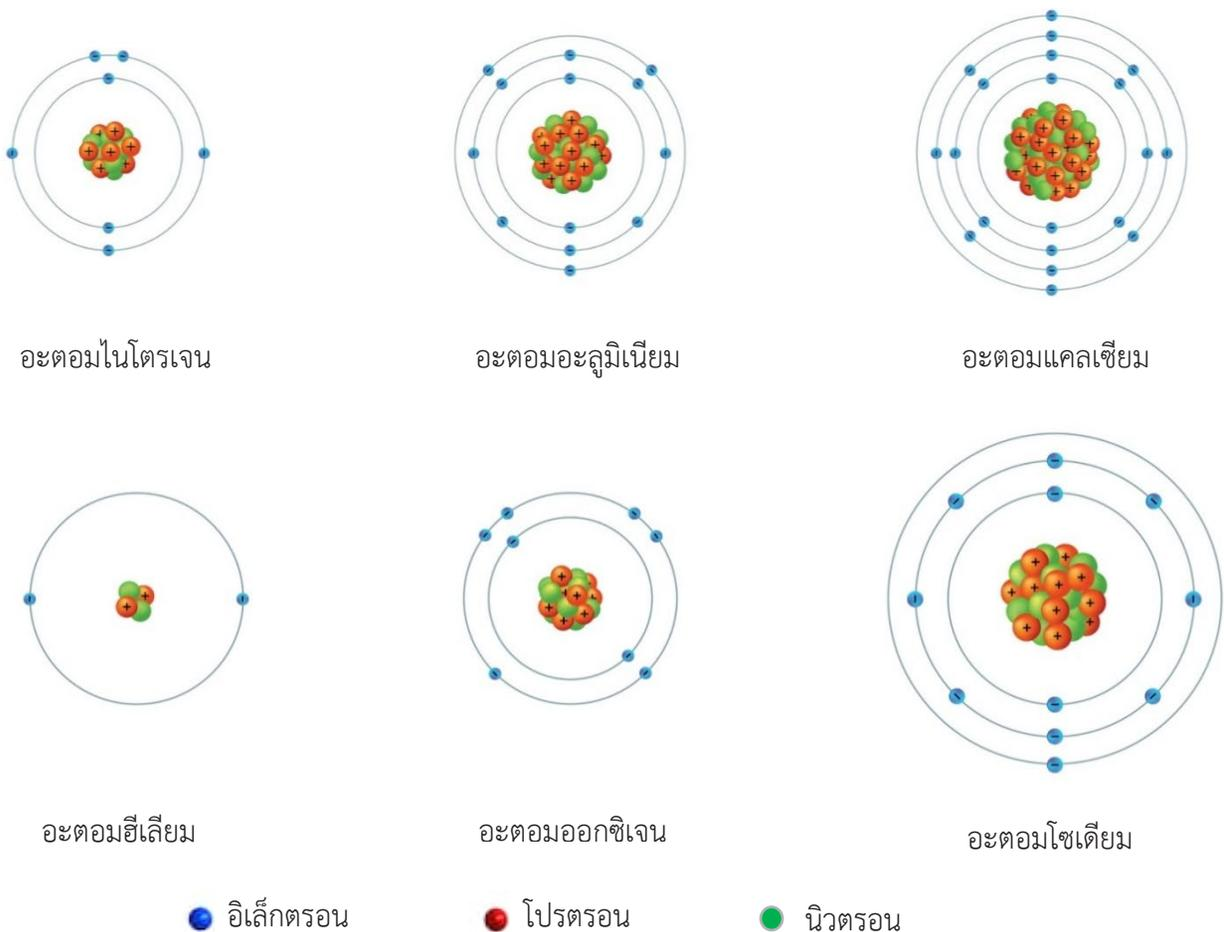 อะตอมไนโตรเจน
อะตอมอะลูมิเนียม
อะตอมแคลเซียม
อะตอมฮีเลียม
อะตอมออกซิเจน
อะตอมโซเดียม
อิเล็กตรอน
โปรตรอน
นิวตรอน